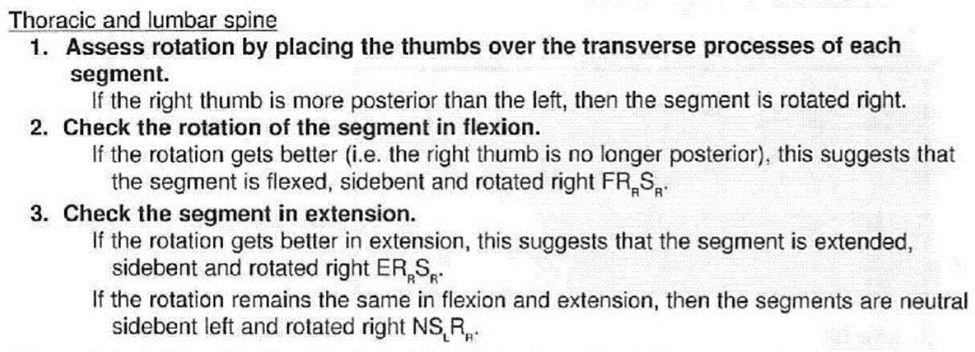 Thoracic and lumbar spine
1. Assess rotation by placing the thumbs over the transverse processes of each
segment.
If the right thumb is more posterior than the left, then the segment is rotated right.
2. Check the rotation of the segment in flexion.
If the rotation gets better (i.e. the right thumb is no longer posterior), this suggests that
the segment is flexed, sidebent and rotated right FR_RS_R.
3. Check the segment in extension.
If the rotation gets better in extension, this suggests that the segment is extended,
sidebent and rotated right ER_RS_R.
If the rotation remains the same in flexion and extension, then the segments are neutral
sidebent left and rotated right NS_LR_R.